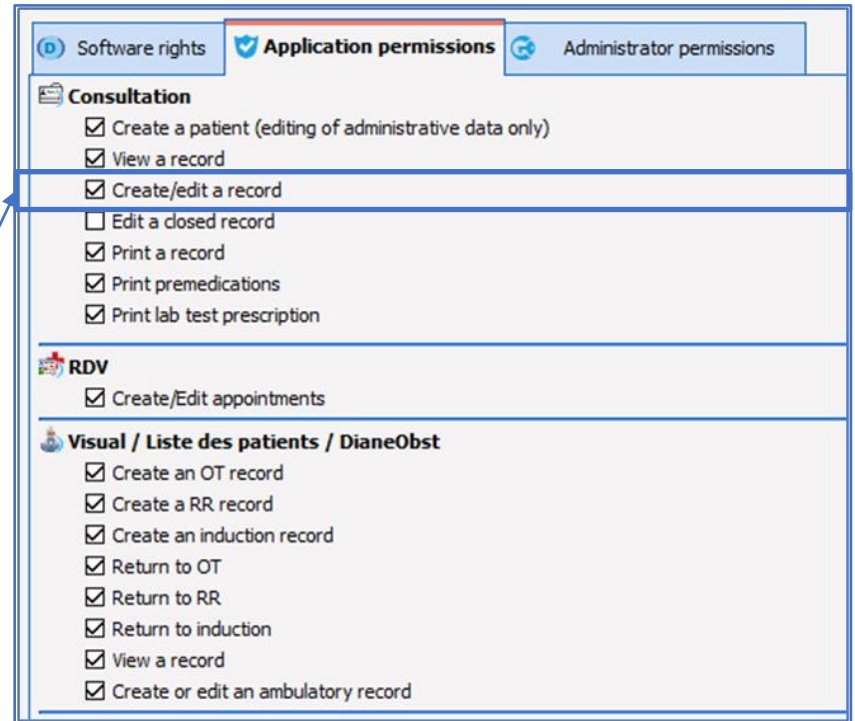 Software rights Application permissions Administrator permissions
Consultation
Create a patient (editing of administrative data only)
View a record
Create/edit a record
Edit a closed record
Print a record
Print premedications
Print lab test prescription
RDV
Create/Edit appointments
Visual / Liste des patients / DianeObst
Create an OT record
Create a RR record
Create an induction record
Return to OT
Return to RR
Return to induction
View a record
Create or edit an ambulatory record